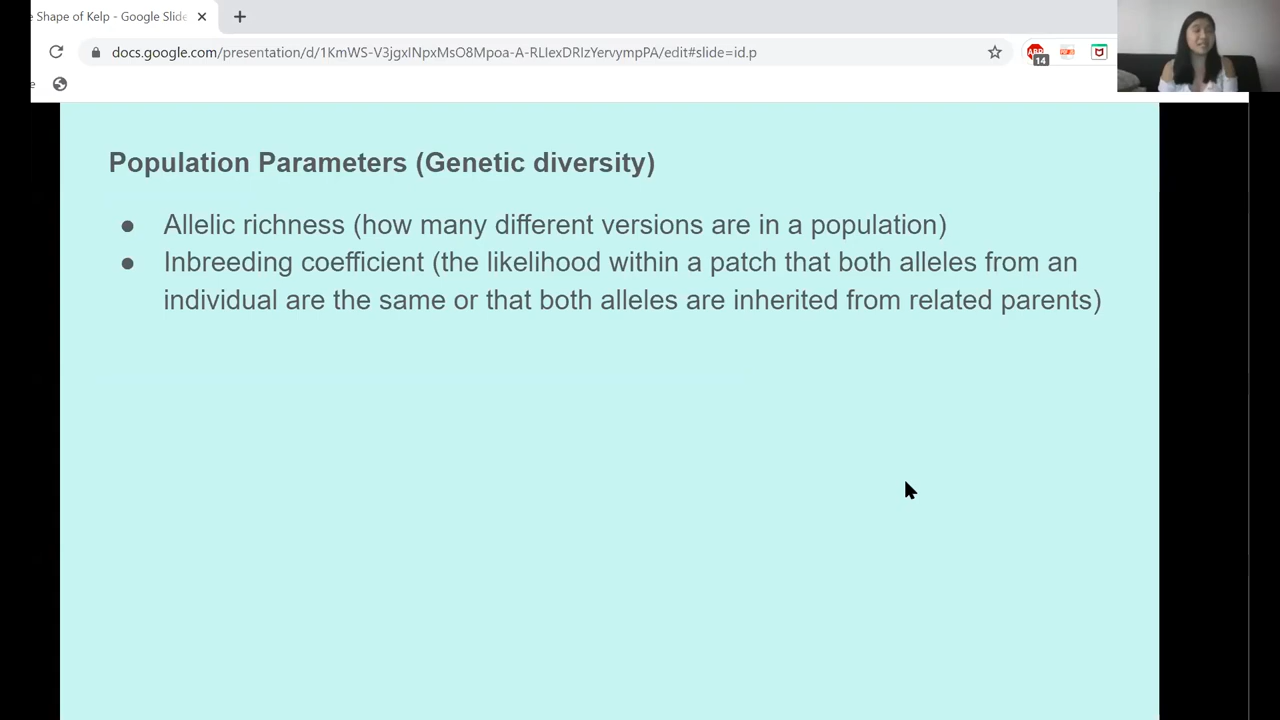 e Shape of Kelp - Google Slide
docs.google.com/presentation/d/1KmWS-V3jgxINpxMsO8Mpoa-A-RLIexDRIzYervympPA/edit#slide=id.p
ABP
14
e
Population Parameters (Genetic diversity)
● Allelic richness (how many different versions are in a population)
● Inbreeding coefficient (the likelihood within a patch that both alleles from an
individual are the same or that both alleles are inherited from related parents)